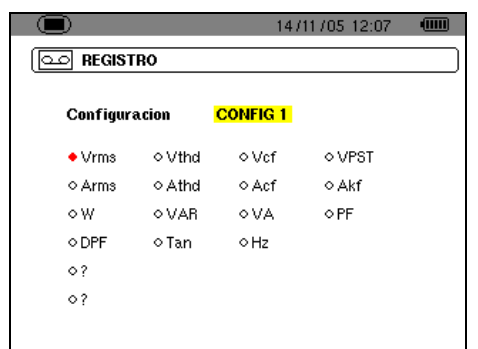 14/11/05 12:07
REGISTRO
Configuracion CONFIG 1
Vrms Vthd Vcf VPST
Arms Athd Acf Akf
W VAR VA PF
DPF Tan Hz
?
?